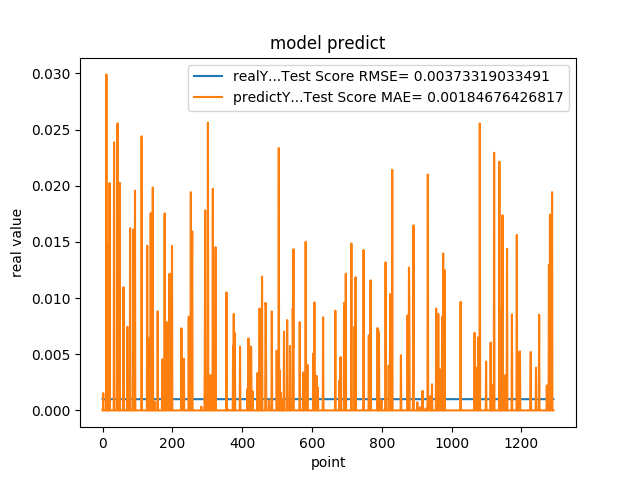 model predict
realY...Test Score RMSE= 0.00373319033491
predictY...Test Score MAE= 0.00184676426817
0.030
0.025
0.020
0.015
0.010
0.005
0.000
real value
0 200 400 600 800 1000 1200
point